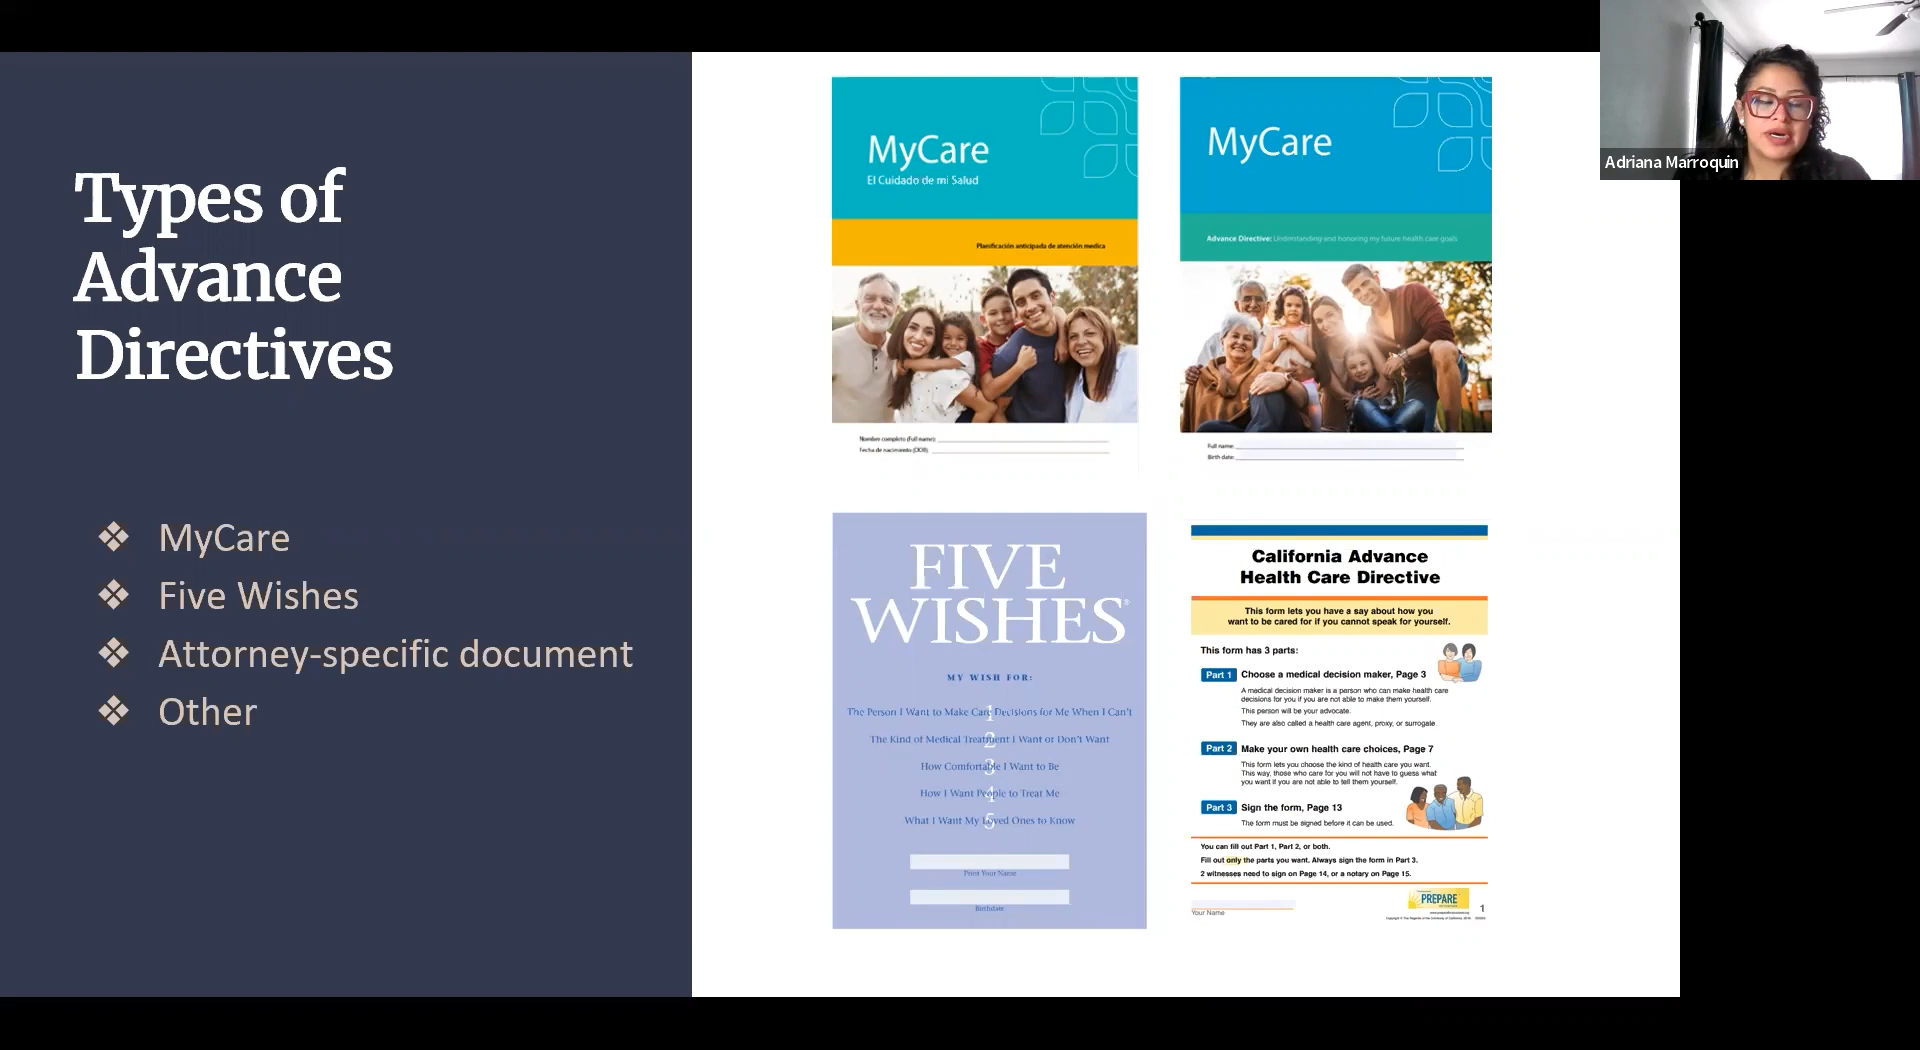 Types of
Advance
Directives
❖ MyCare
❖ Five Wishes
❖ Attorney-specific document
❖ Other
MyCare
El Cuidado de mi Salud
Planificación anticipada de atención medica
Nombre completo (Full name):
Fecha de nacimiento (DOB):
MyCare
Advance Directive: Understanding and honoring my future health care goals
Full name:
Birth date:
FIVE
WISHES®
MY WISH FOR:
1
The Person I Want to Make Care Decisions for Me When I Can't
2
The Kind of Medical Treatment I Want or Don't Want
3
How Comfortable I Want to Be
4
How I Want People to Treat Me
5
What I Want My Loved Ones to Know
Print Your Name
Birthdate
California Advance
Health Care Directive
This form lets you have a say about how you
want to be cared for if you cannot speak for yourself.
This form has 3 parts:
Part 1 Choose a medical decision maker, Page 3
A medical decision maker is a person who can make health care
decisions for you if you are not able to make them yourself.
This person will be your advocate.
They are also called a health care agent, proxy, or surrogate.
Part 2 Make your own health care choices, Page 7
This form lets you choose the kind of health care you want.
This way, those who care for you will not have to guess what
you want if you are not able to tell them yourself.
Part 3 Sign the form, Page 13
The form must be signed before it can be used.
You can fill out Part 1, Part 2, or both.
Fill out only the parts you want. Always sign the form in Part 3.
2 witnesses need to sign on Page 14, or a notary on Page 15.
PREPARE
Your Name
1
Adriana Marroquin